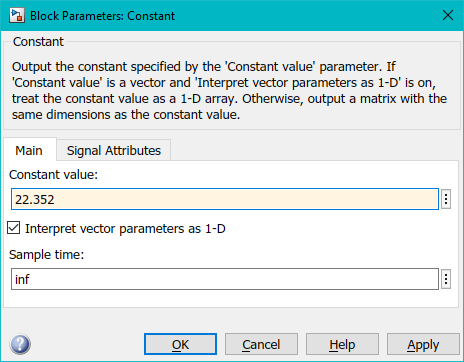 Block Parameters: Constant
Constant
Output the constant specified by the 'Constant value' parameter. If
'Constant value' is a vector and 'Interpret vector parameters as 1-D' is on,
treat the constant value as a 1-D array. Otherwise, output a matrix with the
same dimensions as the constant value.
Main Signal Attributes
Constant value:
22.352
Interpret vector parameters as 1-D
Sample time:
inf
? OK Cancel Help Apply